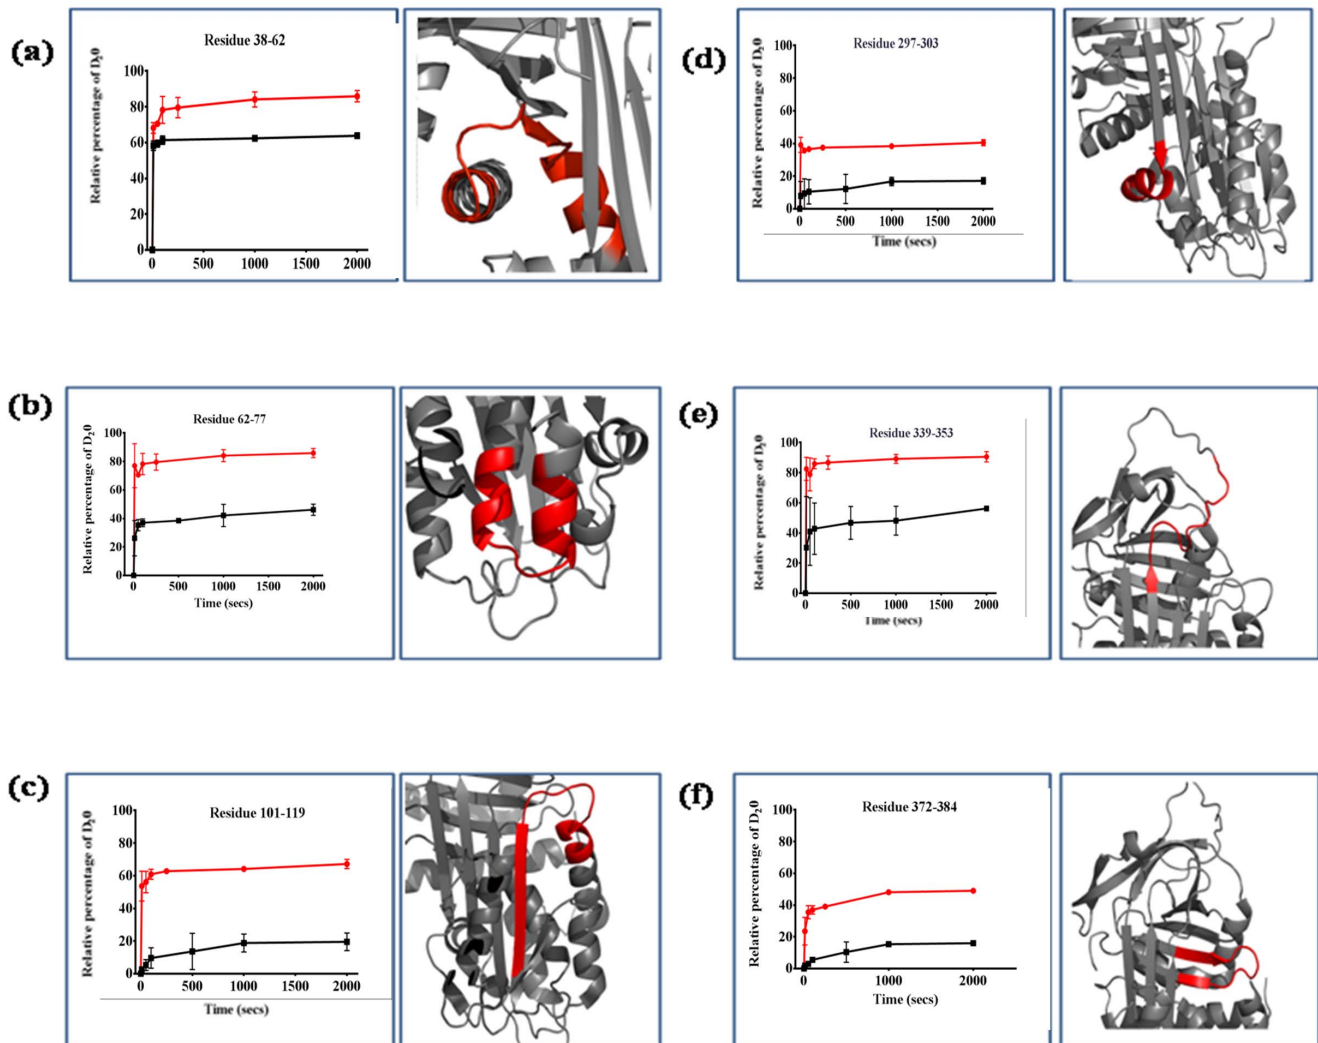 (a)
Residue 38-62
Relative percentage of D₂0
100
80
60
40
20
0
0 500 1000 1500 2000
(b)
Residue 62-77
Relative percentage of D₂0
100
80
60
40
20
0
0 500 1000 1500 2000
Time (secs)
(c)
Residue 101-119
Relative percentage of D₂0
100
80
60
40
20
0
0 500 1000 1500 2000
Time (secs)
(d)
Residue 297-303
Relative percentage of D₂0
100
80
60
40
20
0
0 500 1000 1500 2000
Time (secs)
(e)
Residue 339-353
Relative percentage of D₂0
100
80
60
40
20
0
0 500 1000 1500 2000
Time (secs)
(f)
Residue 372-384
Relative percentage of D₂0
100
80
60
40
20
0
0 500 1000 1500 2000
Time (secs)